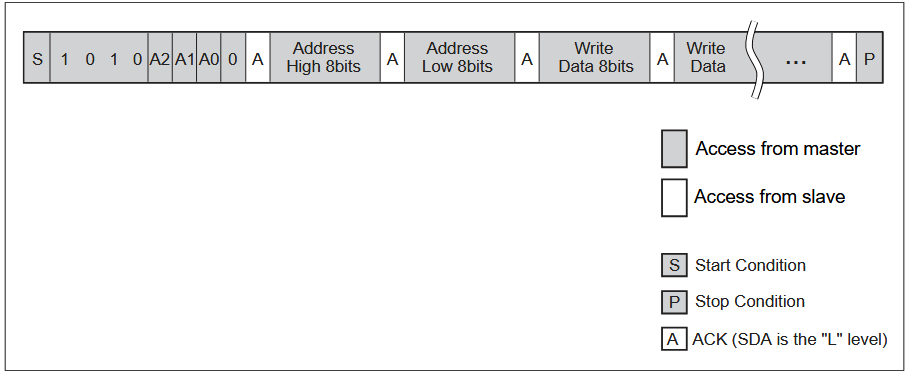 S 1 0 1 0 A2 A1 A0 0 A Address High 8bits A Address Low 8bits A Write Data 8bits A Write Data ... A P
Access from master
Access from slave
S Start Condition
P Stop Condition
A ACK (SDA is the "L" level)